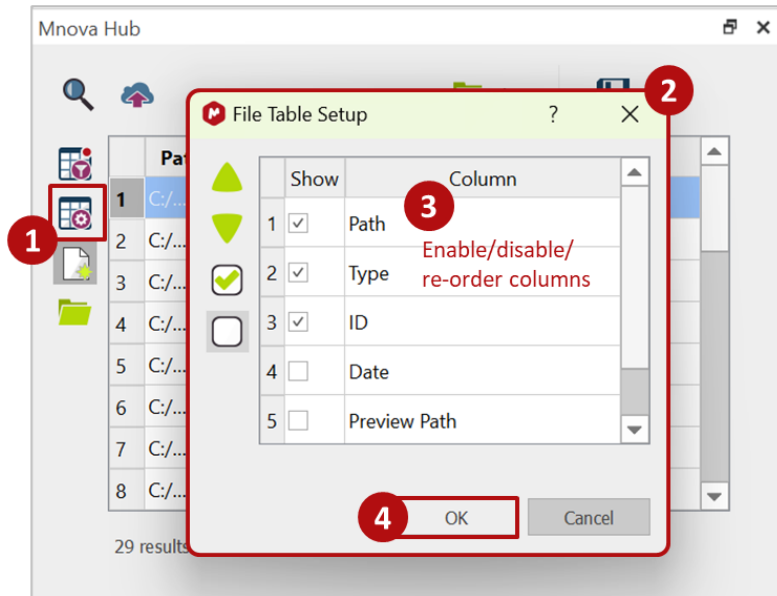 Mnova Hub
2
File Table Setup
?
Show Column
1 Path
2 Type
3 ID
4 Date
5 Preview Path
3
Enable/disable/
re-order columns
4
OK
Cancel
1
1 C:/...
2 C:/...
3 C:/...
4 C:/...
5 C:/...
6 C:/...
7 C:/...
8 C:/...
29 results